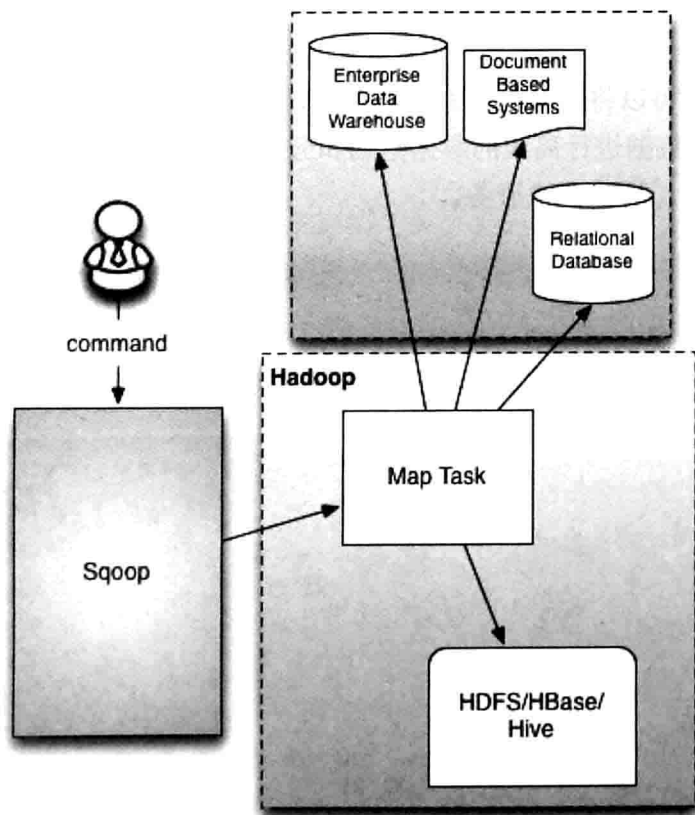 Enterprise
Data
Warehouse
Document
Based
Systems
Relational
Database
command
Hadoop
Map Task
Sqoop
HDFS/HBase/
Hive